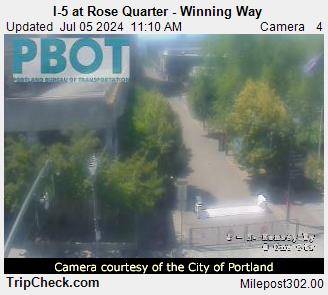 I-5 at Rose Quarter - Winning Way
Updated Jul 05 2024 11:10 AM Camera 4
PBOT
PORTLAND BUREAU OF TRANSPORTATION
Camera courtesy of the City of Portland
TripCheck.com Milepost302.00